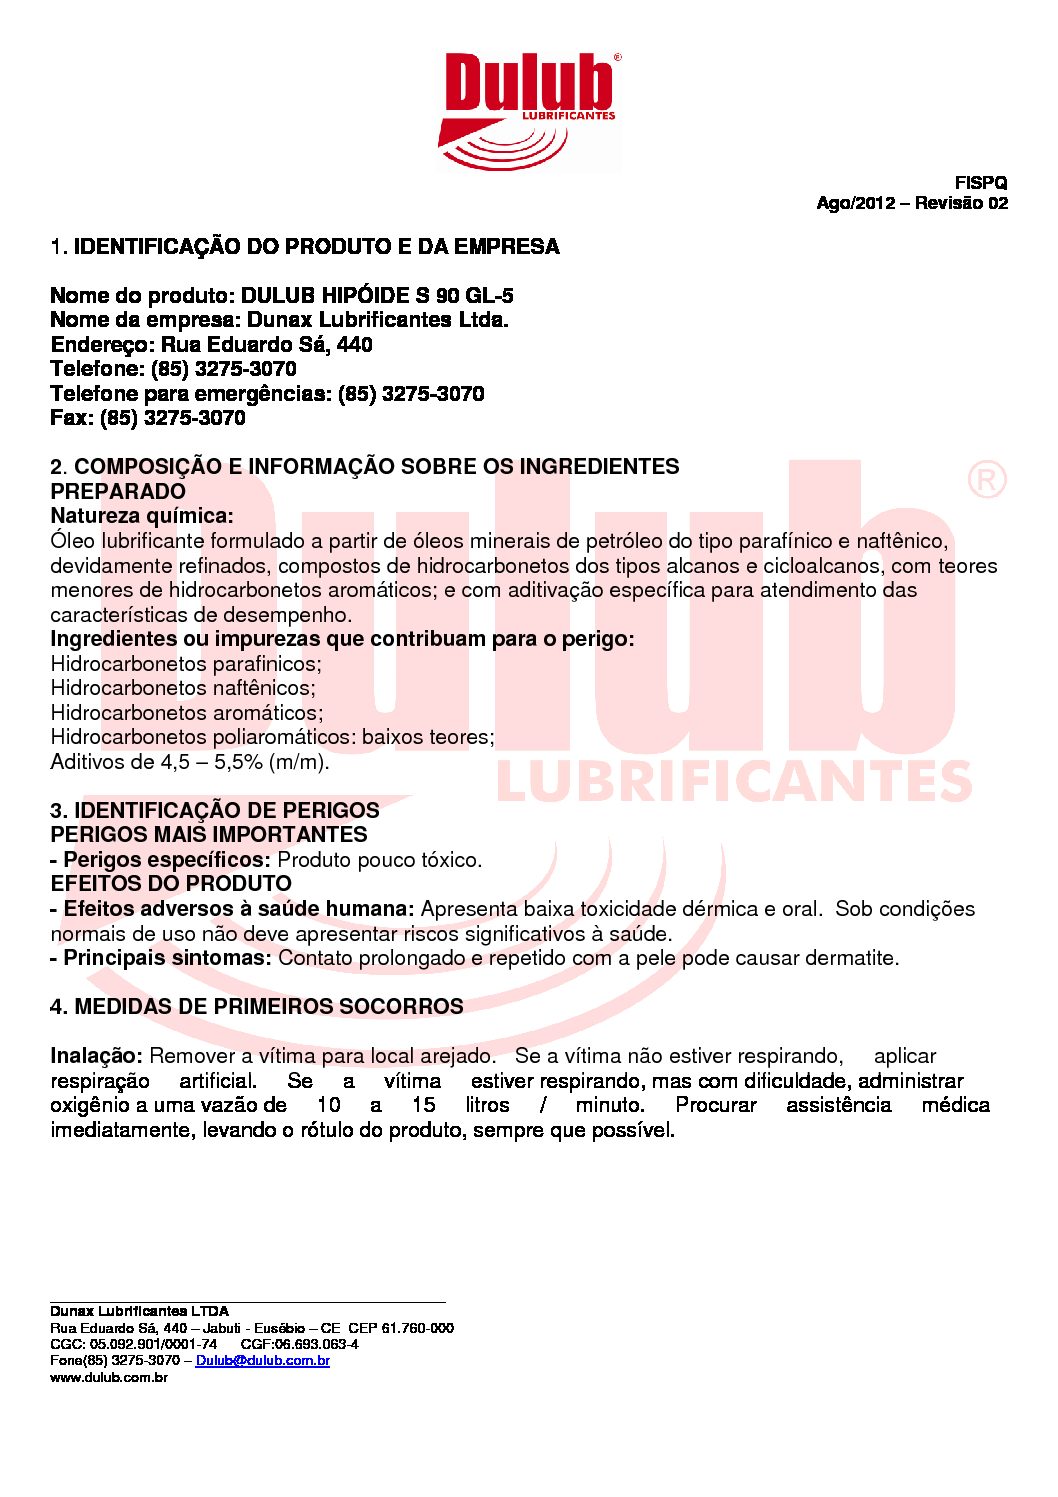 Dulub®
LUBRIFICANTES
FISPQ
Ago/2012 – Revisão 02
1. IDENTIFICAÇÃO DO PRODUTO E DA EMPRESA
Nome do produto: DULUB HIPÓIDE S 90 GL-5
Nome da empresa: Dunax Lubrificantes Ltda.
Endereço: Rua Eduardo Sá, 440
Telefone: (85) 3275-3070
Telefone para emergências: (85) 3275-3070
Fax: (85) 3275-3070
2. COMPOSIÇÃO E INFORMAÇÃO SOBRE OS INGREDIENTES
PREPARADO
Natureza química:
Óleo lubrificante formulado a partir de óleos minerais de petróleo do tipo parafínico e naftênico,
devidamente refinados, compostos de hidrocarbonetos dos tipos alcanos e cicloalcanos, com teores
menores de hidrocarbonetos aromáticos; e com aditivação específica para atendimento das
características de desempenho.
Ingredientes ou impurezas que contribuam para o perigo:
Hidrocarbonetos parafinicos;
Hidrocarbonetos naftênicos;
Hidrocarbonetos aromáticos;
Hidrocarbonetos poliaromáticos: baixos teores;
Aditivos de 4,5 – 5,5% (m/m).
Dulub®
LUBRIFICANTES
3. IDENTIFICAÇÃO DE PERIGOS
PERIGOS MAIS IMPORTANTES
- Perigos específicos: Produto pouco tóxico.
EFEITOS DO PRODUTO
- Efeitos adversos à saúde humana: Apresenta baixa toxicidade dérmica e oral. Sob condições
normais de uso não deve apresentar riscos significativos à saúde.
- Principais sintomas: Contato prolongado e repetido com a pele pode causar dermatite.
4. MEDIDAS DE PRIMEIROS SOCORROS
Inalação: Remover a vítima para local arejado. Se a vítima não estiver respirando, aplicar
respiração artificial. Se a vítima estiver respirando, mas com dificuldade, administrar
oxigênio a uma vazão de 10 a 15 litros / minuto. Procurar assistência médica
imediatamente, levando o rótulo do produto, sempre que possível.
Dunax Lubrificantes LTDA
Rua Eduardo Sá, 440 – Jabuti - Eusébio – CE CEP 61.760-000
CGC: 05.092.901/0001-74 CGF:06.693.063-4
Fone(85) 3275-3070 – Dulub@dulub.com.br
www.dulub.com.br